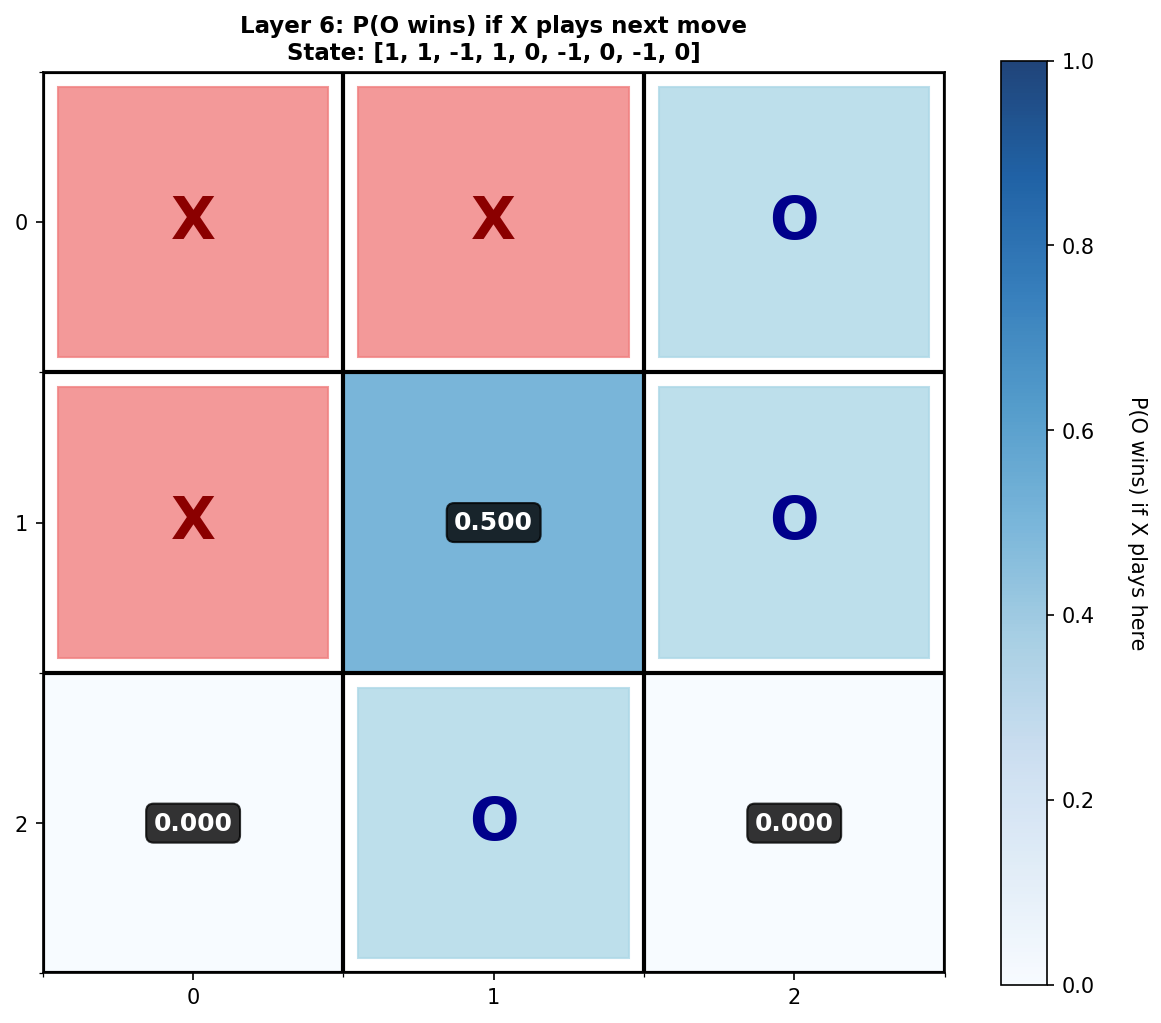 Layer 6: P(O wins) if X plays next move
State: [1, 1, -1, 1, 0, -1, 0, -1, 0]
0
X
X
O
1
X
0.500
O
2
0.000
O
0.000
0
1
2
1.0
0.8
0.6
0.4
0.2
0.0
P(O wins) if X plays here